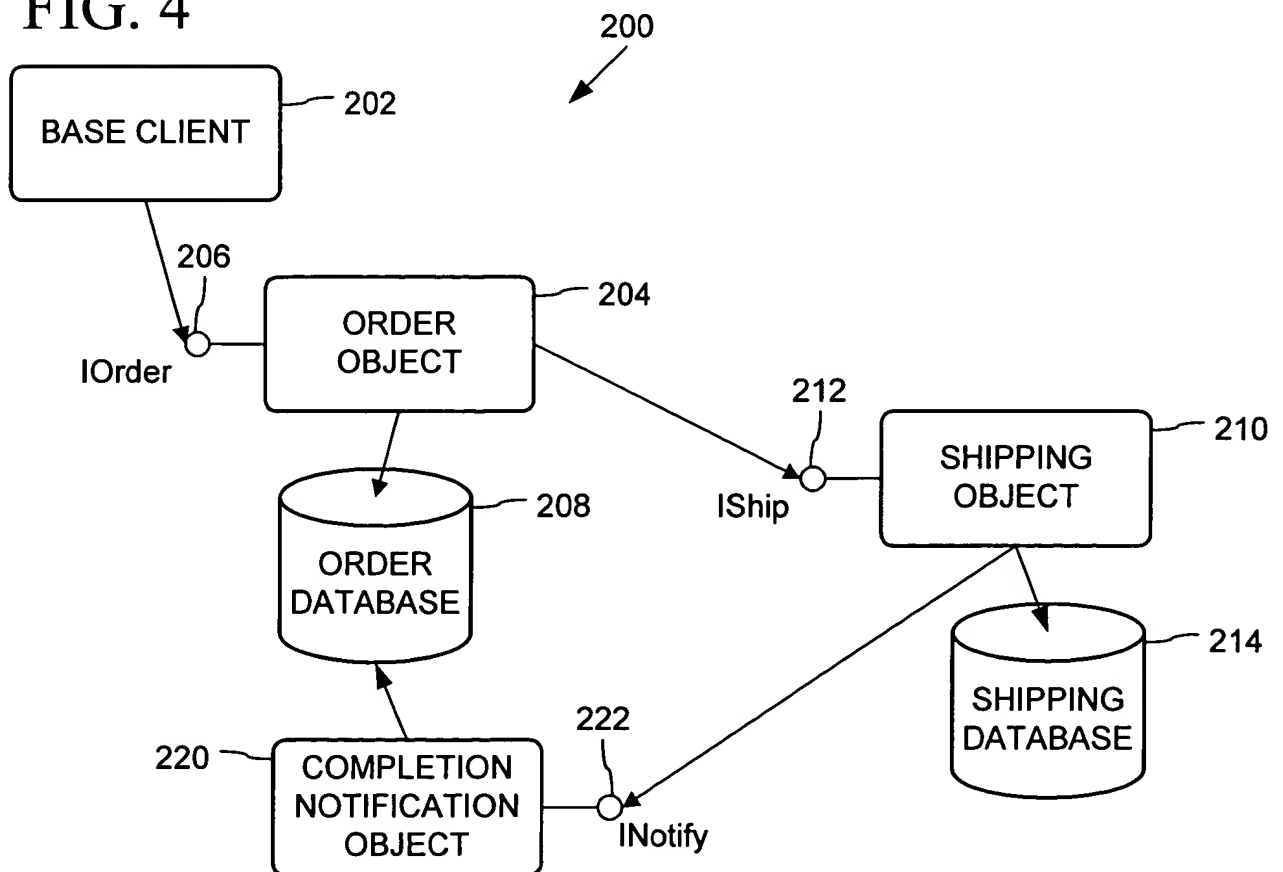 FIG. 4
200
BASE CLIENT
202
206
IOrder
ORDER
OBJECT
204
212
IShip
SHIPPING
OBJECT
210
ORDER
DATABASE
208
SHIPPING
DATABASE
214
220
COMPLETION
NOTIFICATION
OBJECT
222
INotify